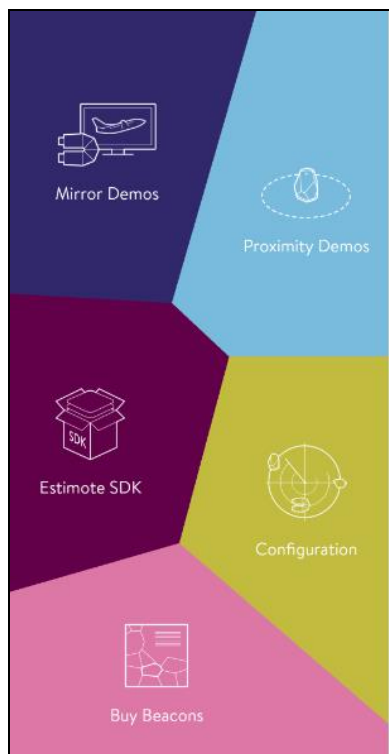 Mirror Demos
Proximity Demos
SDK
Estimote SDK
Configuration
Buy Beacons